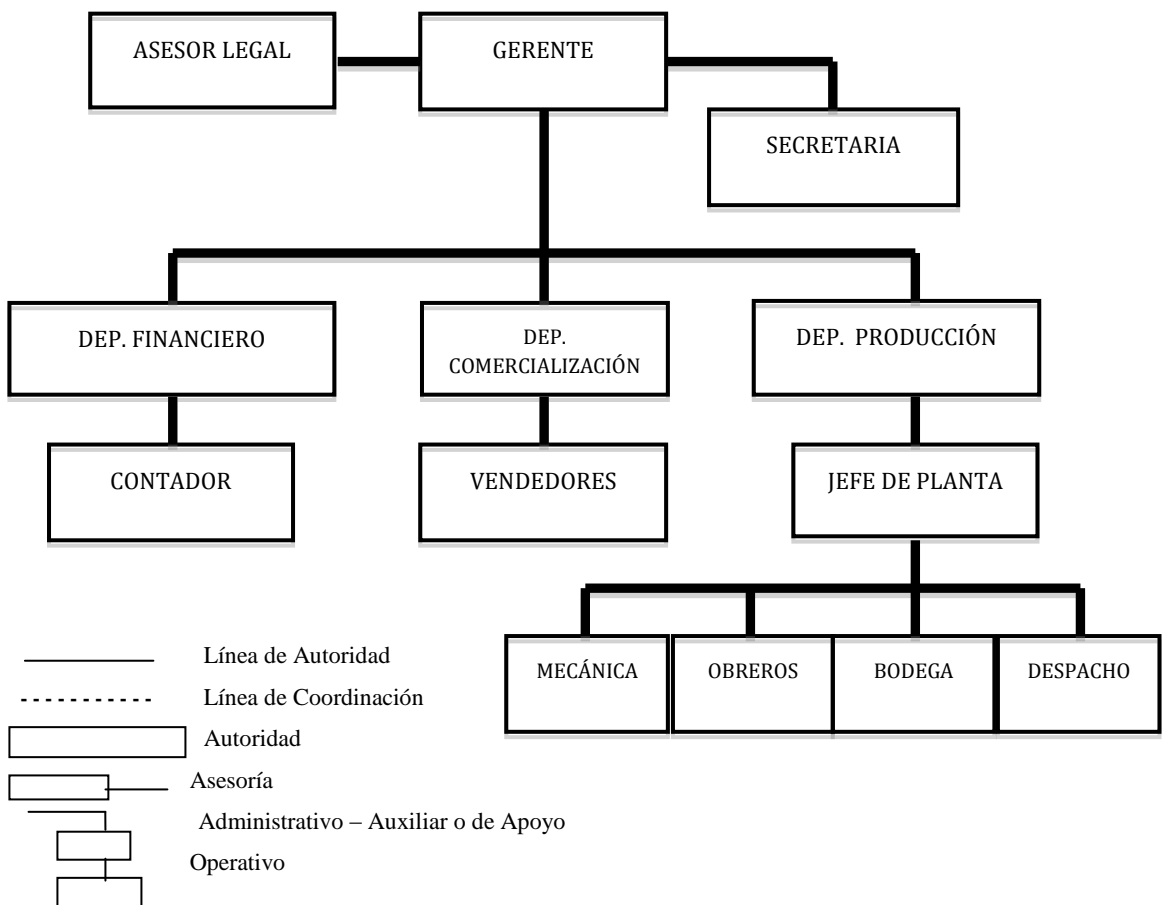 ASESOR LEGAL
GERENTE
SECRETARIA
DEP. FINANCIERO
DEP.
COMERCIALIZACIÓN
DEP. PRODUCCIÓN
CONTADOR
VENDEDORES
JEFE DE PLANTA
MECÁNICA
OBREROS
BODEGA
DESPACHO
Línea de Autoridad
Línea de Coordinación
Autoridad
Asesoría
Administrativo – Auxiliar o de Apoyo
Operativo